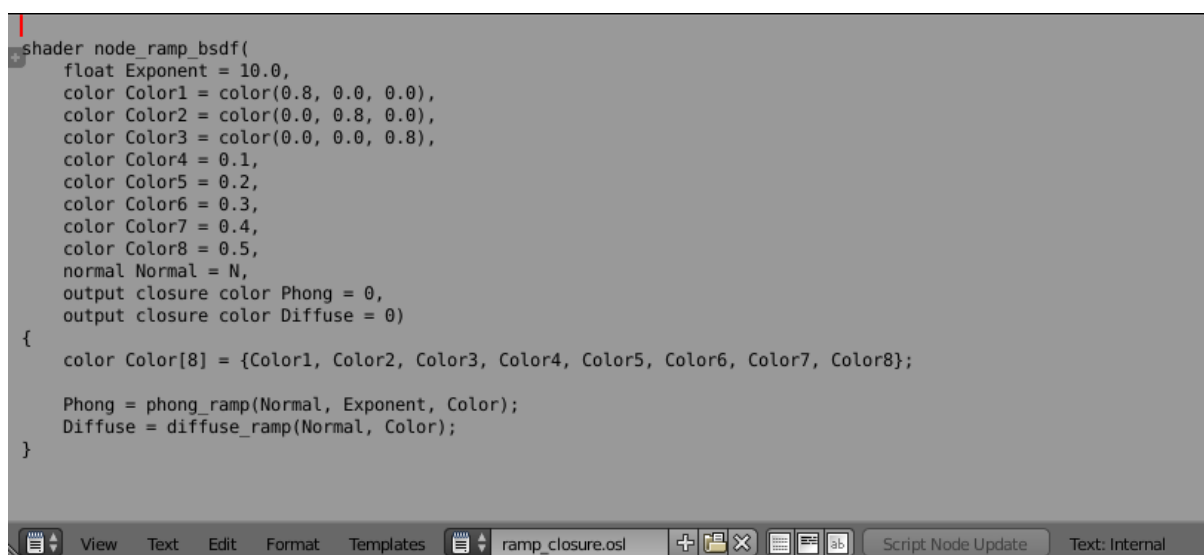 shader node_ramp_bsdf(
    float Exponent = 10.0,
    color Color1 = color(0.8, 0.0, 0.0),
    color Color2 = color(0.0, 0.8, 0.0),
    color Color3 = color(0.0, 0.0, 0.8),
    color Color4 = 0.1,
    color Color5 = 0.2,
    color Color6 = 0.3,
    color Color7 = 0.4,
    color Color8 = 0.5,
    normal Normal = N,
    output closure color Phong = 0,
    output closure color Diffuse = 0)
{
    color Color[8] = {Color1, Color2, Color3, Color4, Color5, Color6, Color7, Color8};

    Phong = phong_ramp(Normal, Exponent, Color);
    Diffuse = diffuse_ramp(Normal, Color);
}
View Text Edit Format Templates ramp_closure.osl ab Script Node Update Text: Internal